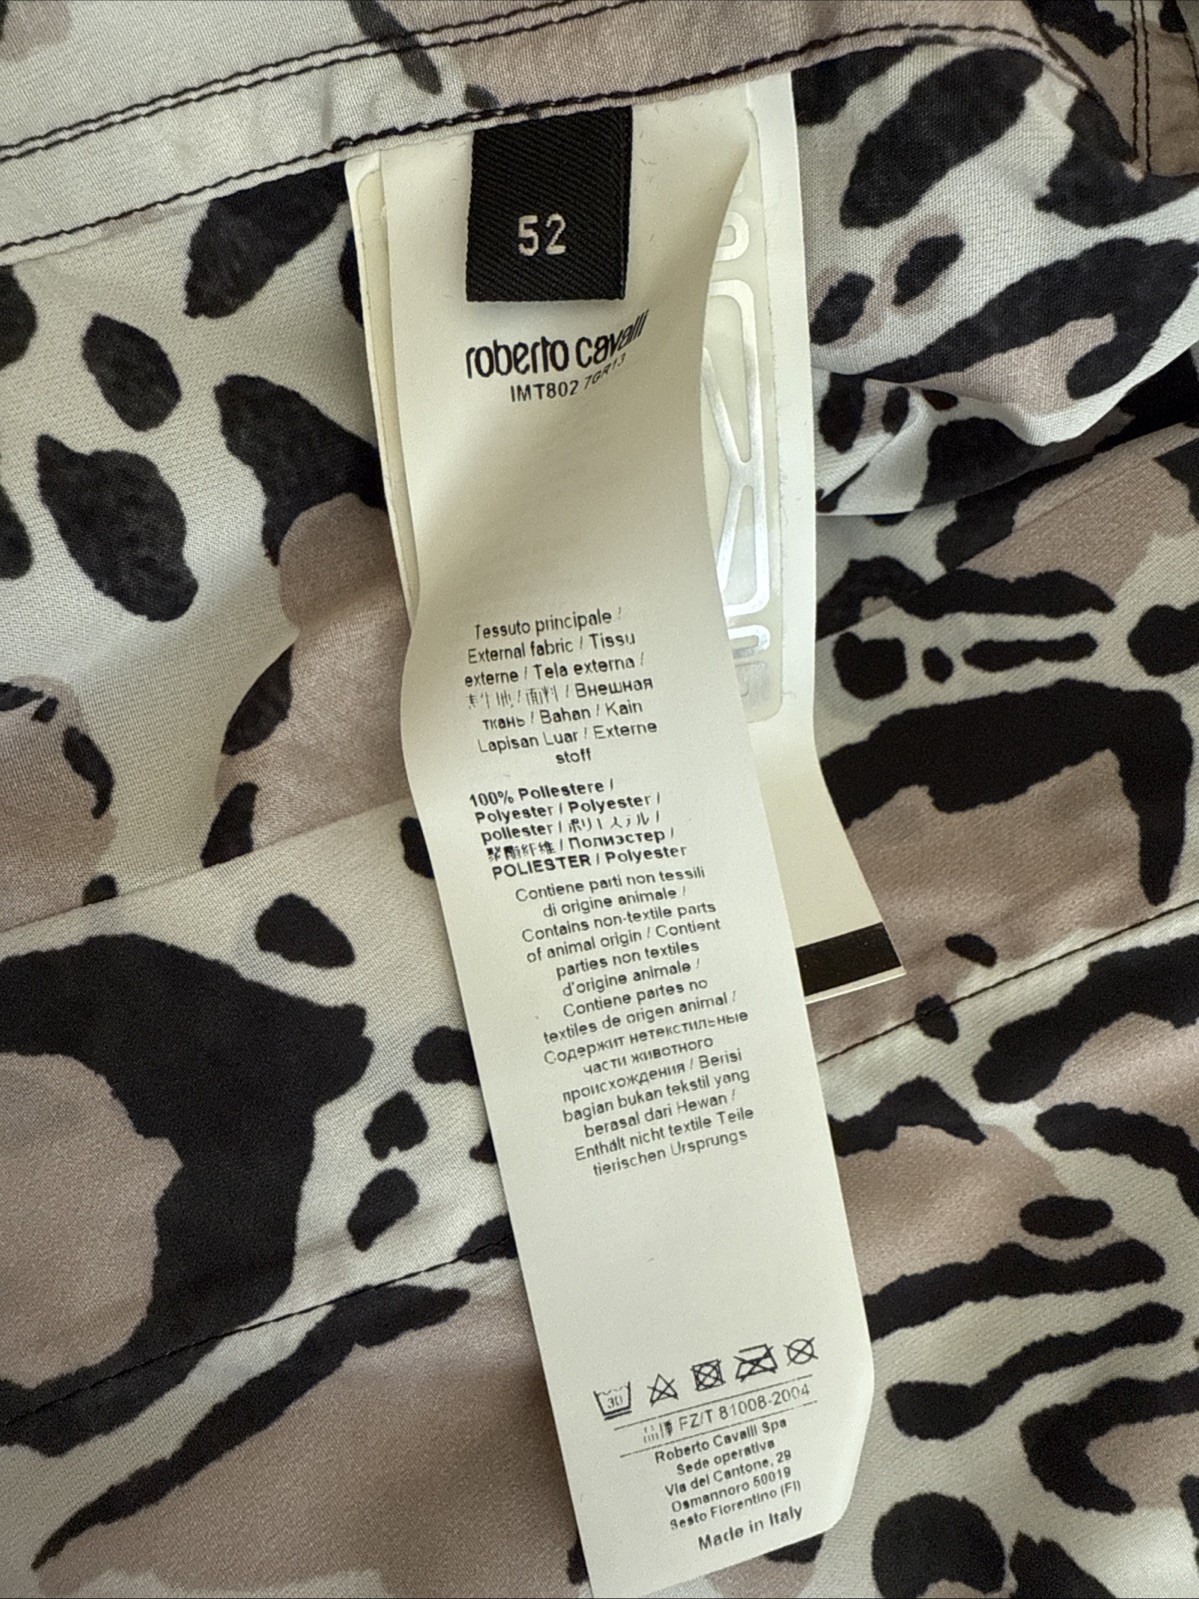 52
roberto cavalli
IMT802 7GR13
Tessuto principale /
External fabric / Tissu
externe / Tela externa /
/ 面料 / Внешная
ткань / Bahan / Kain
Lapisan Luar / Externe
stoff
100% Poliestere /
Polyester / Polyester /
poliester / ポリエステル /
聚酯纤维 / Полиэстер /
POLIESTER / Polyester
Contiene parti non tessili
di origine animale /
Contains non-textile parts
of animal origin / Contient
parties non textiles
d'origine animale /
Contiene partes no
textiles de origen animal /
Содержит нетекстильные
части животного
происхождения / Berisi
bagian bukan tekstil yang
berasal dari Hewan /
Enthält nicht textile Teile
tierischen Ursprungs
30
FZ/T 81008-2004
Roberto Cavalli Spa
Sede operativa
Via del Cantone, 29
Osmannoro 50019
Sesto Fiorentino (FI)
Made in Italy